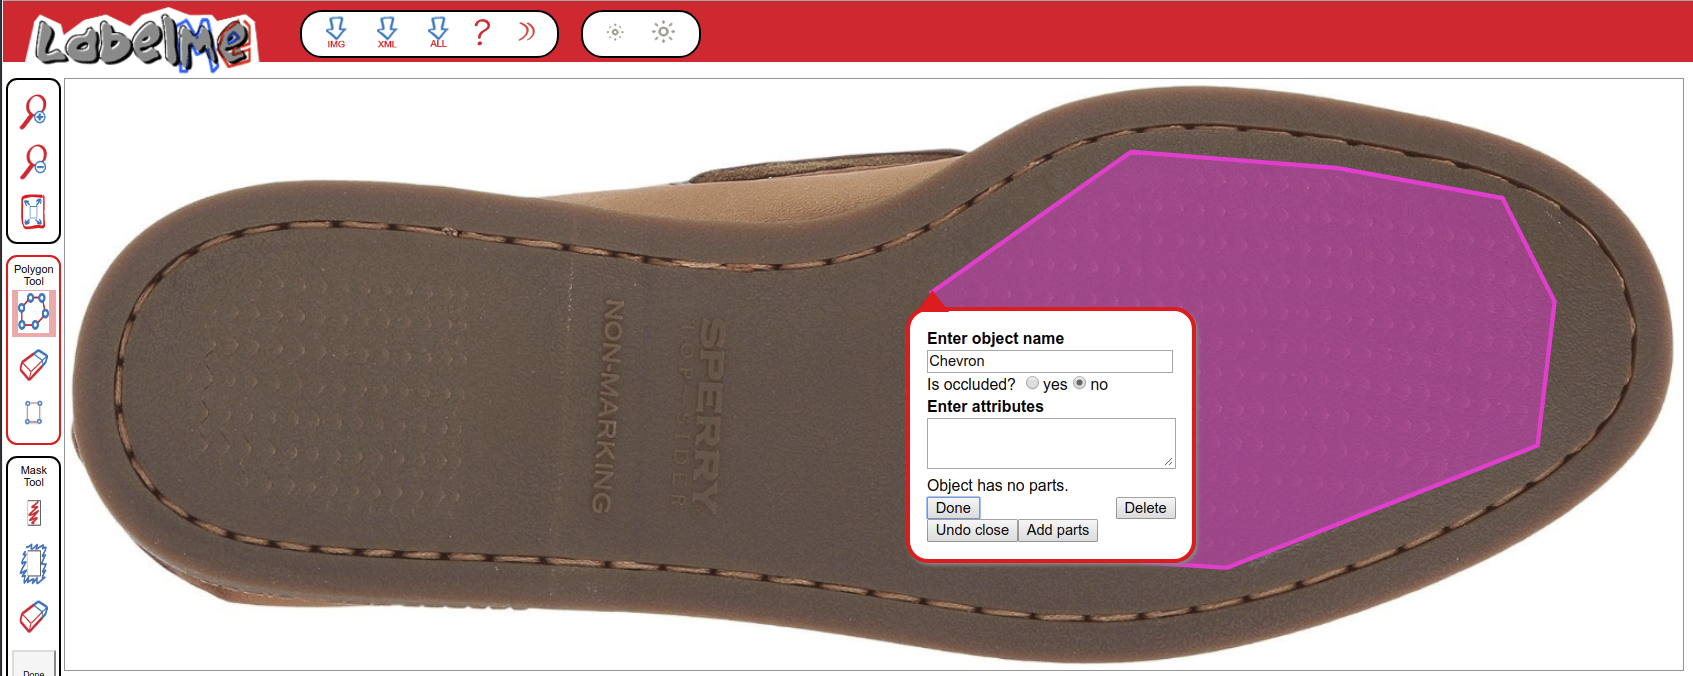 LabelMe
IMG
XML
ALL
?
Polygon
Tool
Mask
Tool
Done
NON-MARKING
SPERRY
TOP SIDER
Enter object name
Chevron
Is occluded? yes no
Enter attributes
Object has no parts.
Done Delete
Undo close Add parts